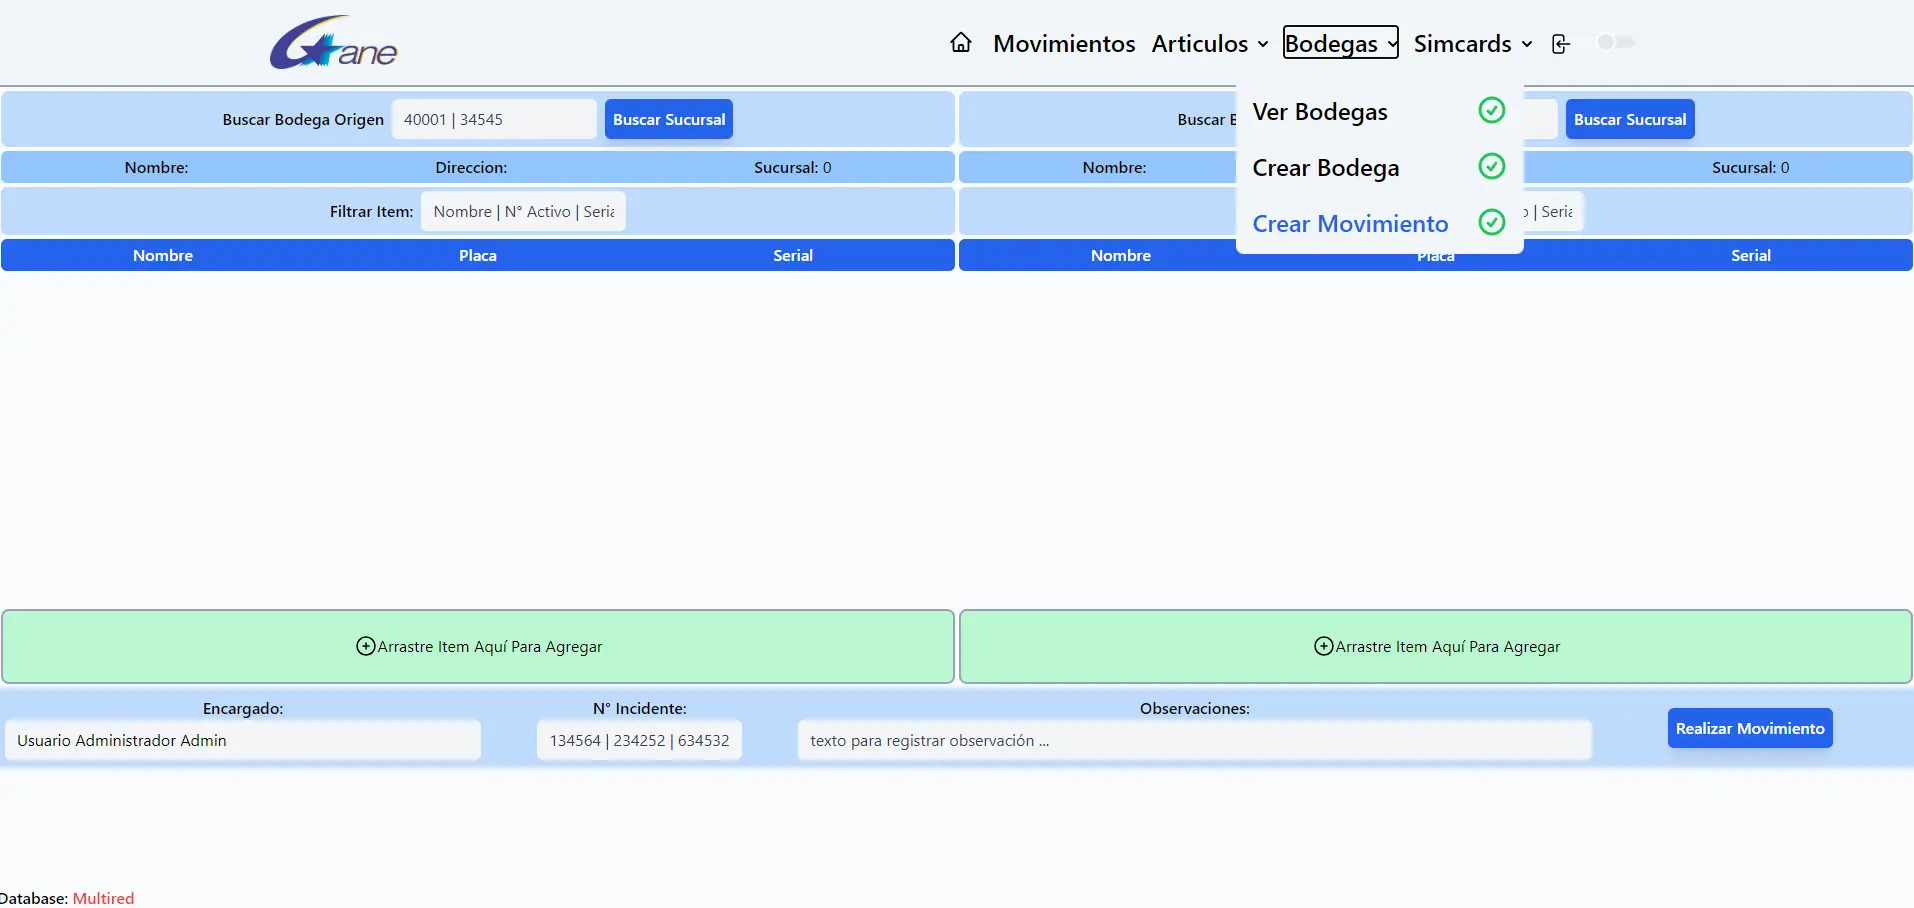 Gane
Movimientos Articulos Bodegas Simcards
Ver Bodegas
Crear Bodega
Crear Movimiento
Buscar Bodega Origen 40001 | 34545 Buscar Sucursal
Nombre: Direccion: Sucursal: 0
Filtrar Item: Nombre | N° Activo | Seria
Nombre Placa Serial
Arrastre Item Aquí Para Agregar
Buscar Buscar Sucursal
Nombre: Sucursal: 0
| Seria
Nombre Placa Serial
Arrastre Item Aquí Para Agregar
Encargado: N° Incidente: Observaciones:
Usuario Administrador Admin 134564 | 234252 | 634532 texto para registrar observación ... Realizar Movimiento
Database: Multired